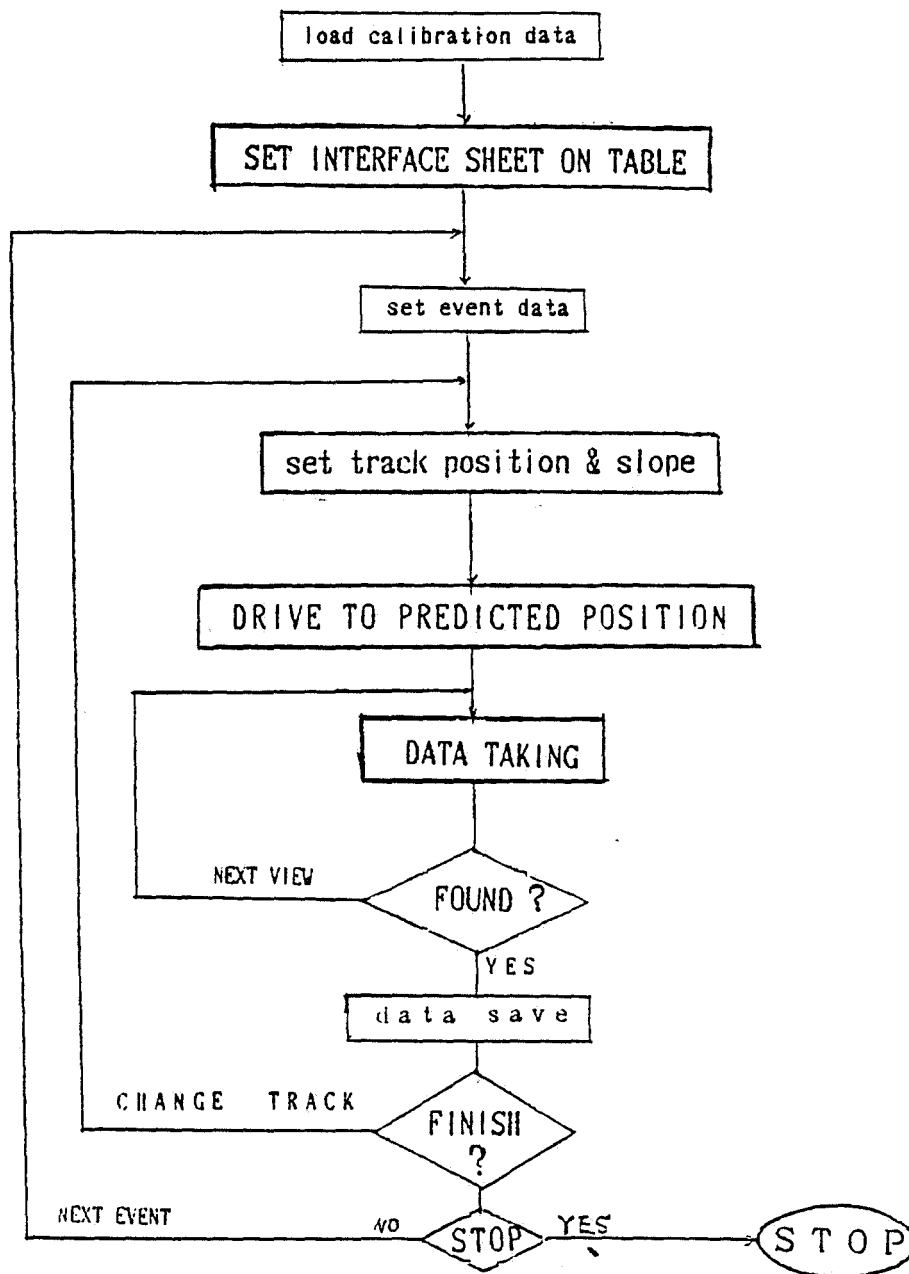 load calibration data
SET INTERFACE SHEET ON TABLE
set event data
set track position & slope
DRIVE TO PREDICTED POSITION
DATA TAKING
NEXT VIEW
FOUND ?
YES
data save
CHANGE TRACK
FINISH
?
NEXT EVENT
NO
STOP
YES
STOP